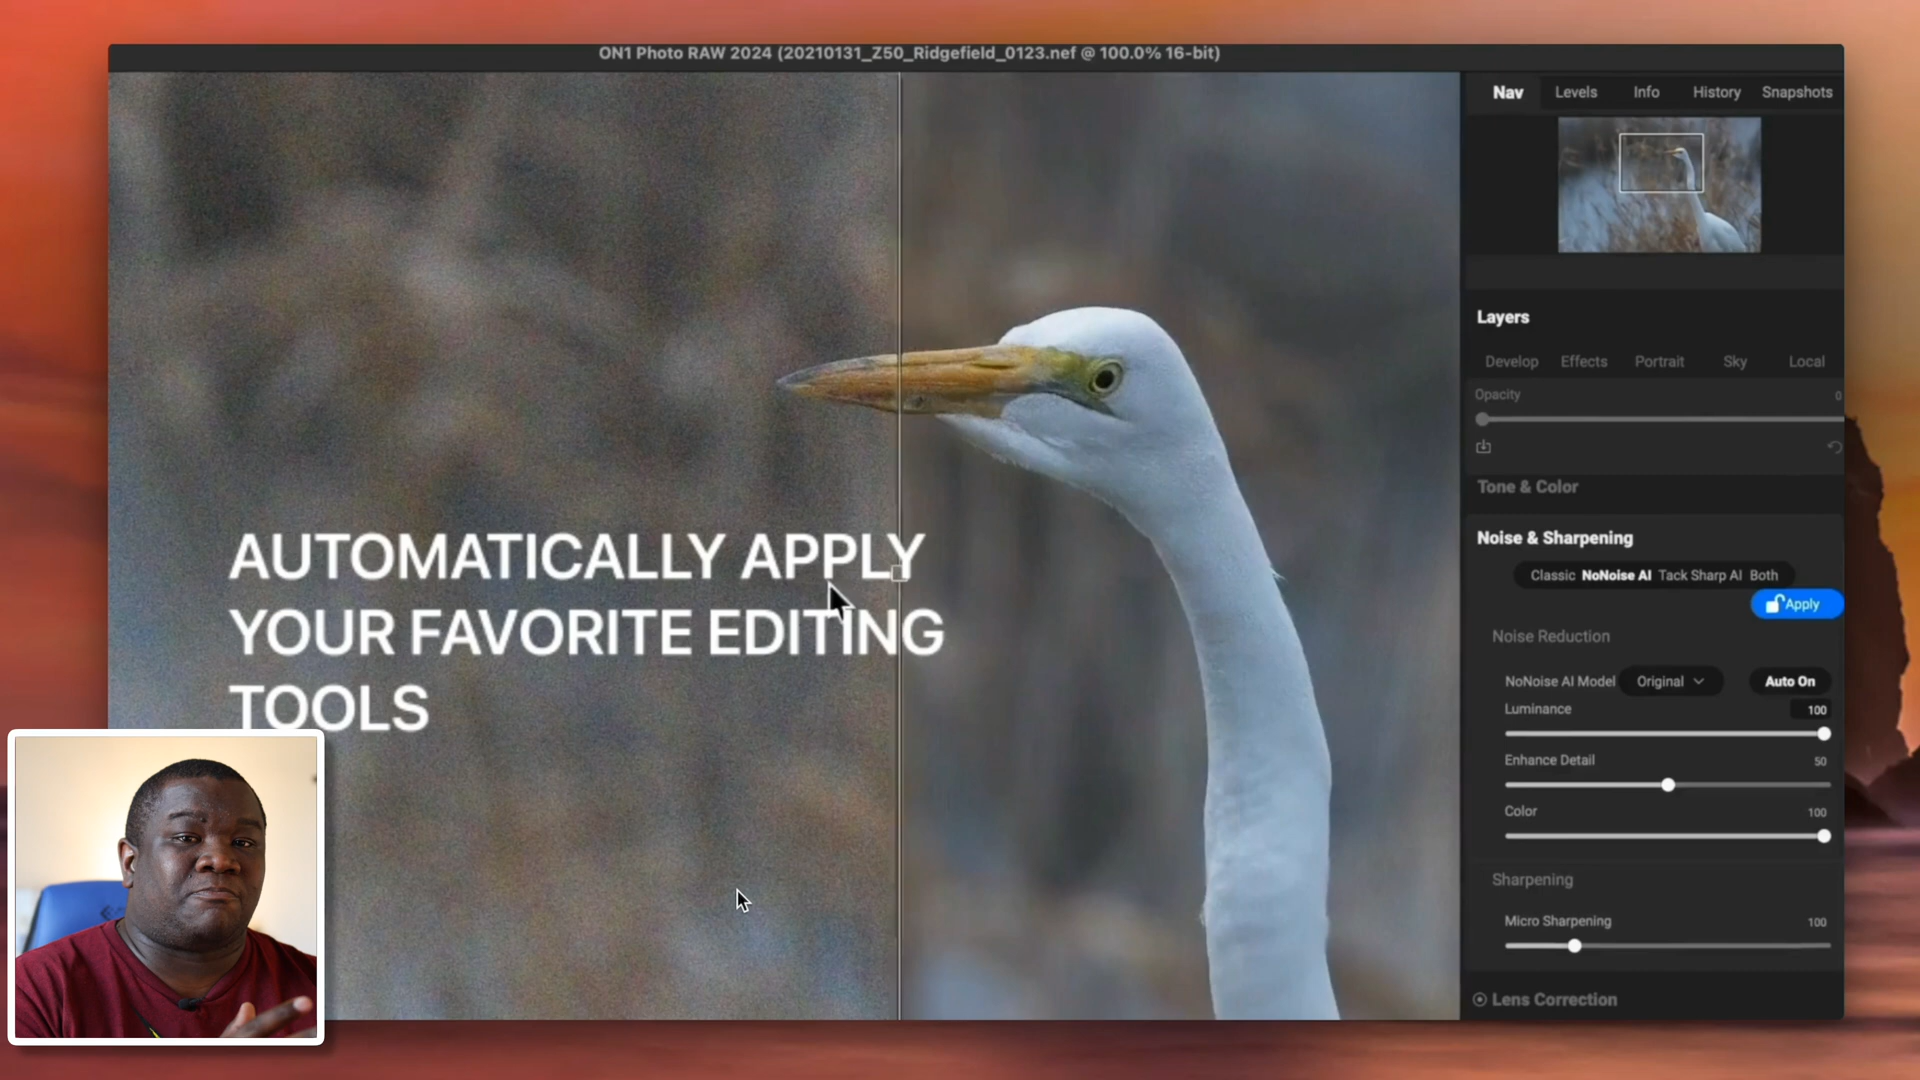 ON1 Photo RAW 2024 (20210131_Z50_Ridgefield_0123.nef @ 100.0% 16-bit)
Nav Levels Info History Snapshots
Layers
Develop Effects Portrait Sky Local
Opacity 0
Tone & Color
Noise & Sharpening
Classic NoNoise AI Tack Sharp AI Both
Apply
Noise Reduction
NoNoise AI Model Original Auto On
Luminance 100
Enhance Detail 50
Color 100
Sharpening
Micro Sharpening 100
Lens Correction
AUTOMATICALLY APPLY
YOUR FAVORITE EDITING
TOOLS